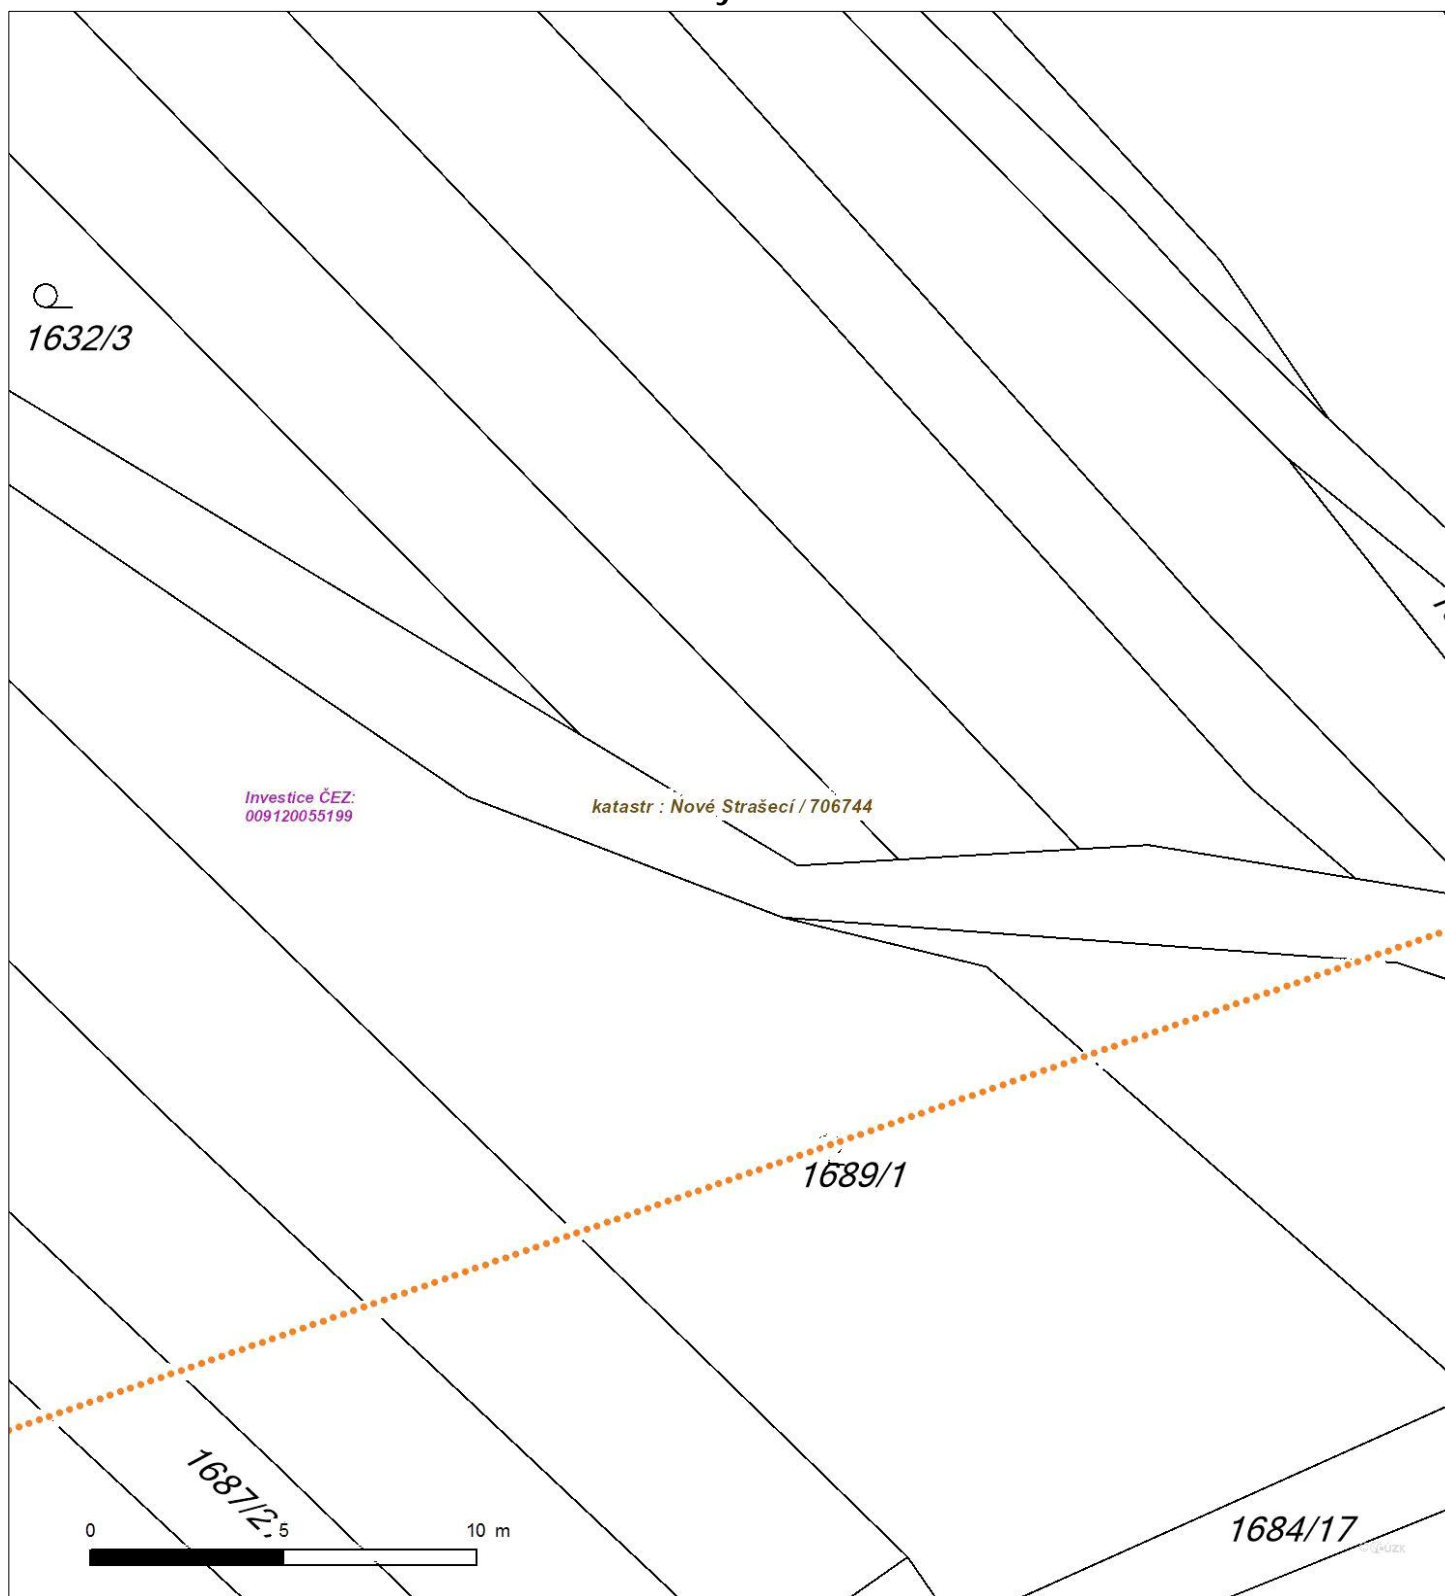 1632/3
Investice ČEZ:
009120055199
katastr : Nové Strašecí / 706744
1689/1
1687/2
0 5 10 m
1684/17